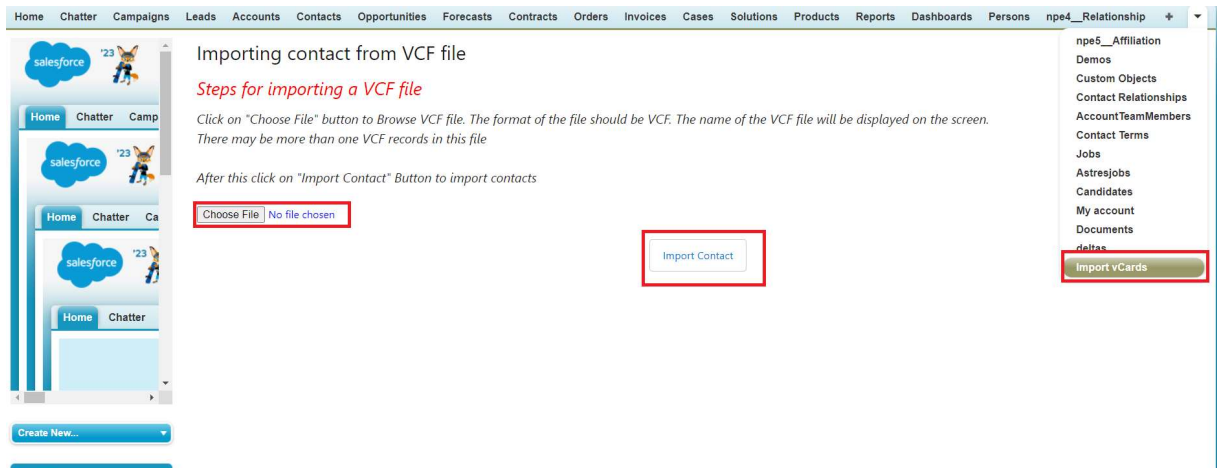 Home Chatter Campaigns Leads Accounts Contacts Opportunities Forecasts Contracts Orders Invoices Cases Solutions Products Reports Dashboards Persons npe4__Relationship +
npe5__Affiliation
Demos
Custom Objects
Contact Relationships
AccountTeamMembers
Contact Terms
Jobs
Astresjobs
Candidates
My account
Documents
deltas
Import vCards
salesforce '23
Home Chatter Camp
salesforce '23
Home Chatter Ca
salesforce '23
Home Chatter
Create New...
Importing contact from VCF file
Steps for importing a VCF file
Click on "Choose File" button to Browse VCF file. The format of the file should be VCF. The name of the VCF file will be displayed on the screen.
There may be more than one VCF records in this file
After this click on "Import Contact" Button to import contacts
Choose File No file chosen
Import Contact